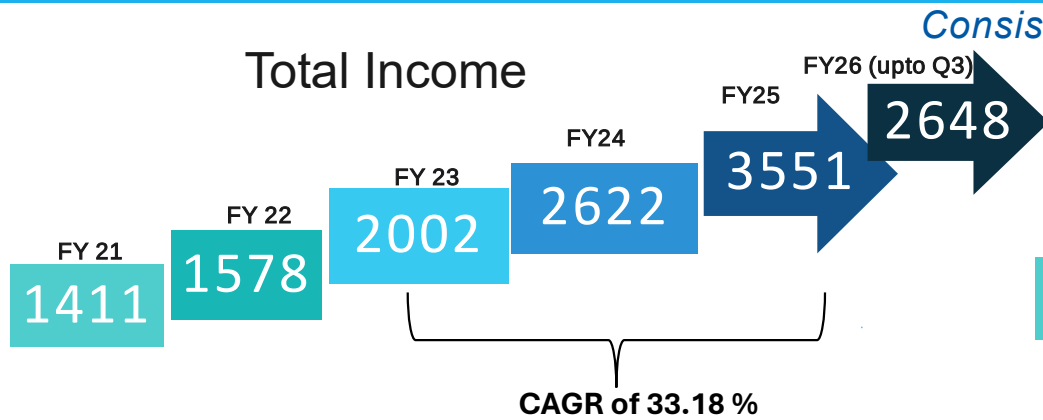 Consis
Total Income
FY 21
1411
FY 22
1578
FY 23
2002
FY24
2622
FY25
3551
FY26 (upto Q3)
2648
CAGR of 33.18 %